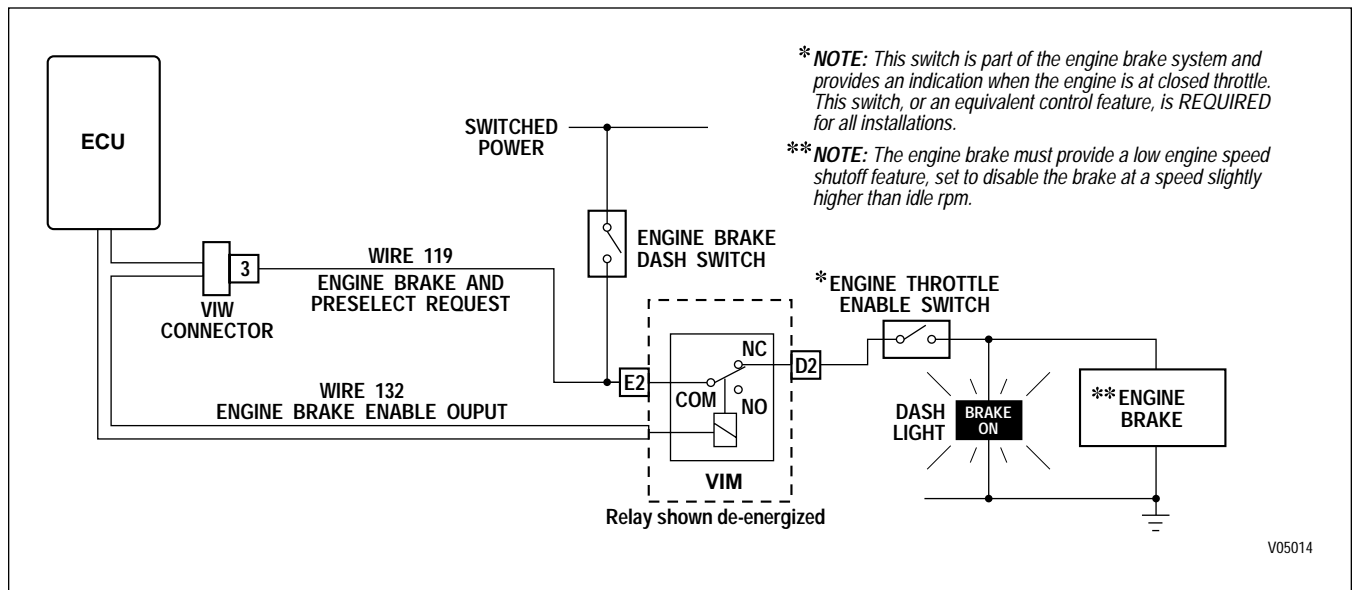 * NOTE: This switch is part of the engine brake system and
provides an indication when the engine is at closed throttle.
This switch, or an equivalent control feature, is REQUIRED
for all installations.
** NOTE: The engine brake must provide a low engine speed
shutoff feature, set to disable the brake at a speed slightly
higher than idle rpm.
ECU
SWITCHED
POWER
ENGINE BRAKE
DASH SWITCH
WIRE 119
3
ENGINE BRAKE AND
PRESELECT REQUEST
VIW
CONNECTOR
* ENGINE THROTTLE
ENABLE SWITCH
NC
D2
E2
COM
NO
WIRE 132
ENGINE BRAKE ENABLE OUPUT
DASH
LIGHT
BRAKE
ON
** ENGINE
BRAKE
VIM
Relay shown de-energized
V05014